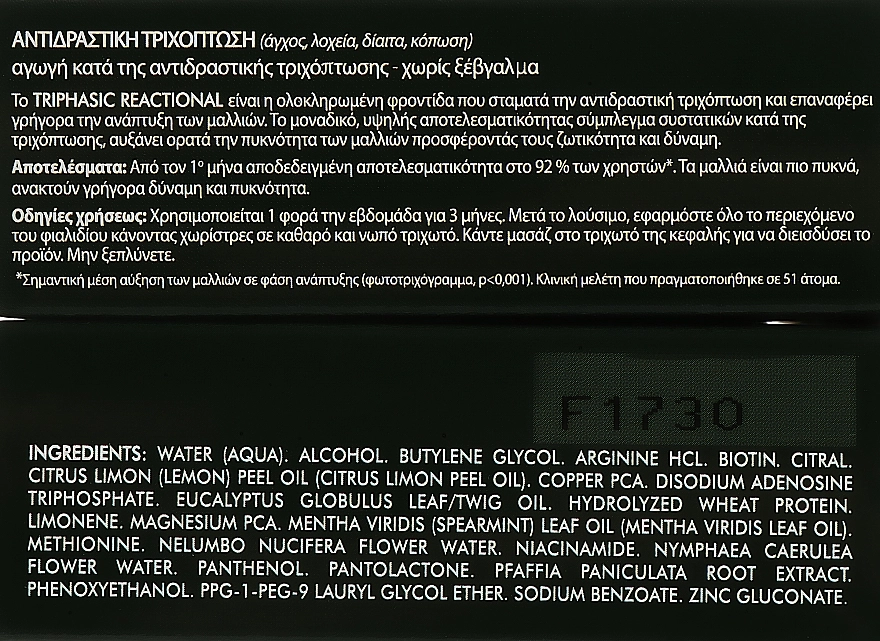 ΑΝΤΙΔΡΑΣΤΙΚΗ ΤΡΙΧΟΠΤΩΣΗ (άγχος, λοχεία, δίαιτα, κόπωση)
αγωγή κατά της αντιδραστικής τριχόπτωσης - χωρίς ξέβγαλμα
Το TRIPHASIC REACTIONAL είναι η ολοκληρωμένη φροντίδα που σταματά την αντιδραστική τριχόπτωση και επαναφέρει
γρήγορα την ανάπτυξη των μαλλιών. Το μοναδικό, υψηλής αποτελεσματικότητας σύμπλεγμα συστατικών κατά της
τριχόπτωσης, αυξάνει ορατά την πυκνότητα των μαλλιών προσφέροντάς τους ζωτικότητα και δύναμη.
Αποτελέσματα: Από τον 1º μήνα αποδεδειγμένη αποτελεσματικότητα στο 92 % των χρηστών*. Τα μαλλιά είναι πιο πυκνά,
ανακτούν γρήγορα δύναμη και πυκνότητα.
Οδηγίες χρήσεως: Χρησιμοποιείται 1 φορά την εβδομάδα για 3 μήνες. Μετά το λούσιμο, εφαρμόστε όλο το περιεχόμενο
του φιαλιδίου κάνοντας χωρίστρες σε καθαρό και νωπό τριχωτό. Κάντε μασάζ στο τριχωτό της κεφαλής για να διεισδύσει το
προϊόν. Μην ξεπλύνετε.
*Σημαντική μέση αύξηση των μαλλιών σε φάση ανάπτυξης (φωτοτριχόγραμμα, p<0,001). Κλινική μελέτη που πραγματοποιήθηκε σε 51 άτομα.
F1730
INGREDIENTS: WATER (AQUA). ALCOHOL. BUTYLENE GLYCOL. ARGININE HCL. BIOTIN. CITRAL.
CITRUS LIMON (LEMON) PEEL OIL (CITRUS LIMON PEEL OIL). COPPER PCA. DISODIUM ADENOSINE
TRIPHOSPHATE. EUCALYPTUS GLOBULUS LEAF/TWIG OIL. HYDROLYZED WHEAT PROTEIN.
LIMONENE. MAGNESIUM PCA. MENTHA VIRIDIS (SPEARMINT) LEAF OIL (MENTHA VIRIDIS LEAF OIL).
METHIONINE. NELUMBO NUCIFERA FLOWER WATER. NIACINAMIDE. NYMPHAEA CAERULEA
FLOWER WATER. PANTHENOL. PANTOLACTONE. PFAFFIA PANICULATA ROOT EXTRACT.
PHENOXYETHANOL. PPG-1-PEG-9 LAURYL GLYCOL ETHER. SODIUM BENZOATE. ZINC GLUCONATE.